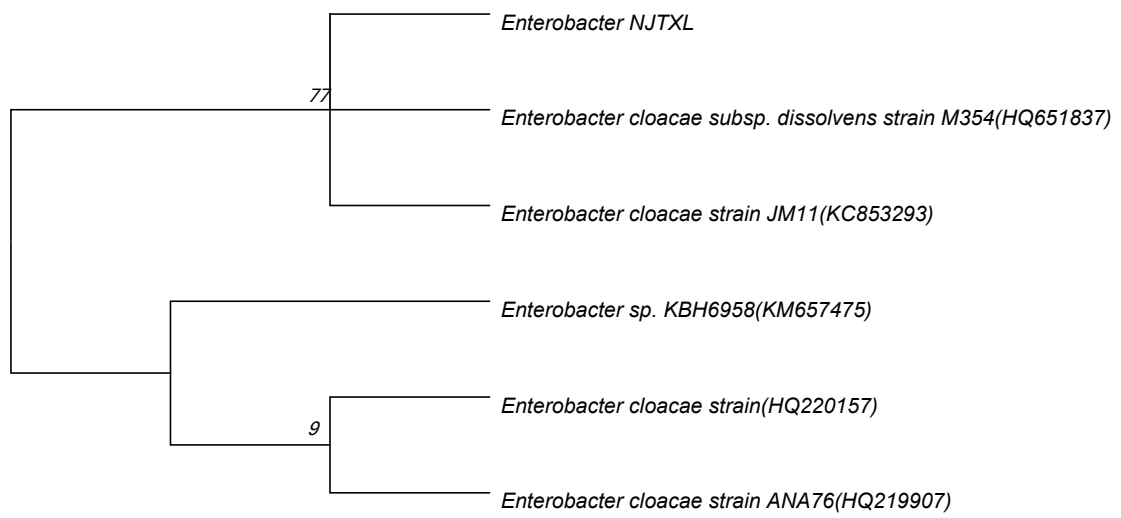 Enterobacter NJTXL
77
Enterobacter cloacae subsp. dissolvens strain M354(HQ651837)
Enterobacter cloacae strain JM11(KC853293)
Enterobacter sp. KBH6958(KM657475)
Enterobacter cloacae strain(HQ220157)
9
Enterobacter cloacae strain ANA76(HQ219907)